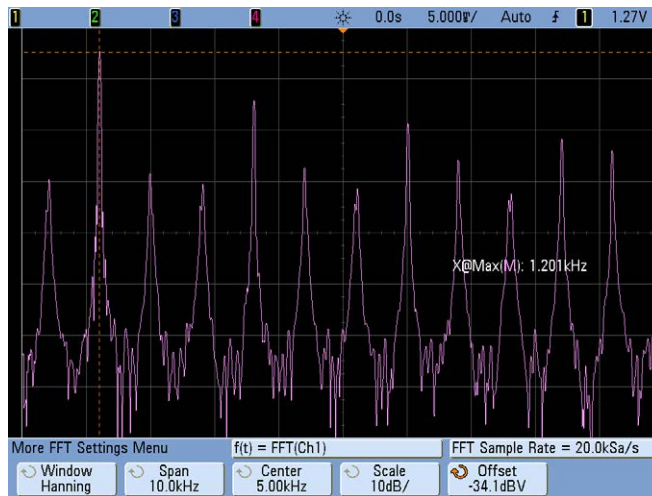 1 2 3 4 0.0s 5.000♆/ Auto 1 1.27V
X@Max(M): 1.201kHz
More FFT Settings Menu f(t) = FFT(Ch1) FFT Sample Rate = 20.0kSa/s
Window Span Center Scale Offset
Hanning 10.0kHz 5.00kHz 10dB/ -34.1dBV